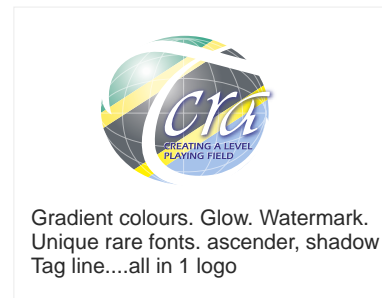 cra
CREATING A LEVEL
PLAYING FIELD
Gradient colours. Glow. Watermark.
Unique rare fonts. ascender, shadow
Tag line....all in 1 logo